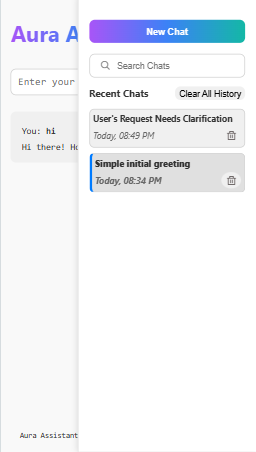 Aura As
New Chat
Enter your
Search Chats
Recent Chats
Clear All History
You: hi
Hi there! Ho
User's Request Needs Clarification
Today, 08:49 PM
Simple initial greeting
Today, 08:34 PM
Aura Assistant